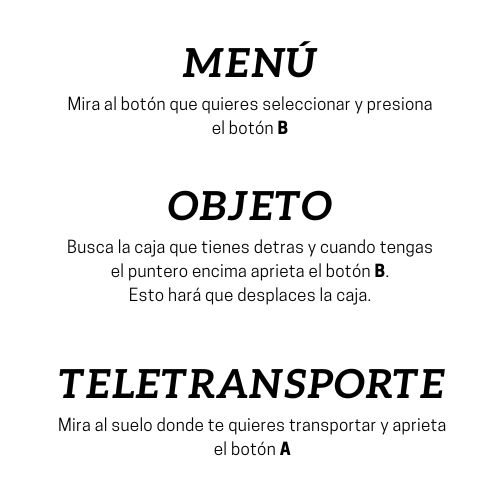 MENÚ
Mira al botón que quieres seleccionar y presiona
el botón B
OBJETO
Busca la caja que tienes detras y cuando tengas
el puntero encima aprieta el botón B.
Esto hará que desplaces la caja.
TELETRANSPORTE
Mira al suelo donde te quieres transportar y aprieta
el botón A